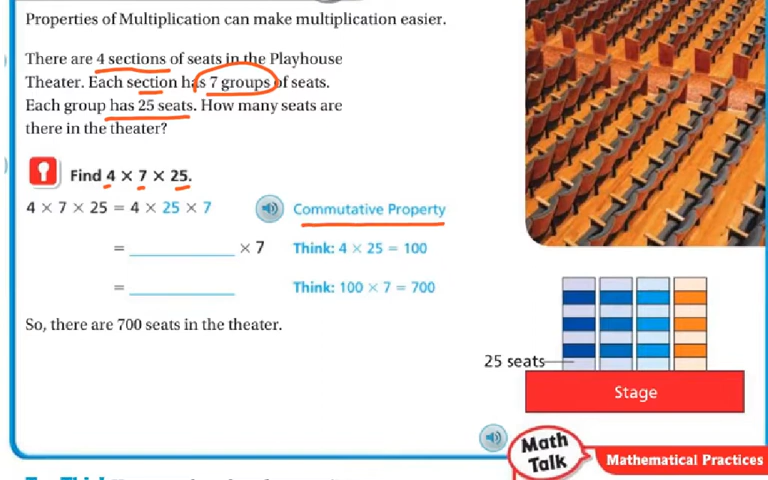 Properties of Multiplication can make multiplication easier.
There are 4 sections of seats in the Playhouse
Theater. Each section has 7 groups of seats.
Each group has 25 seats. How many seats are
there in the theater?
Find 4 × 7 × 25.
4 × 7 × 25 = 4 × 25 × 7 Commutative Property
= ____________ × 7 Think: 4 × 25 = 100
= ____________ Think: 100 × 7 = 700
So, there are 700 seats in the theater.
25 seats
Stage
Math
Talk
Mathematical Practices